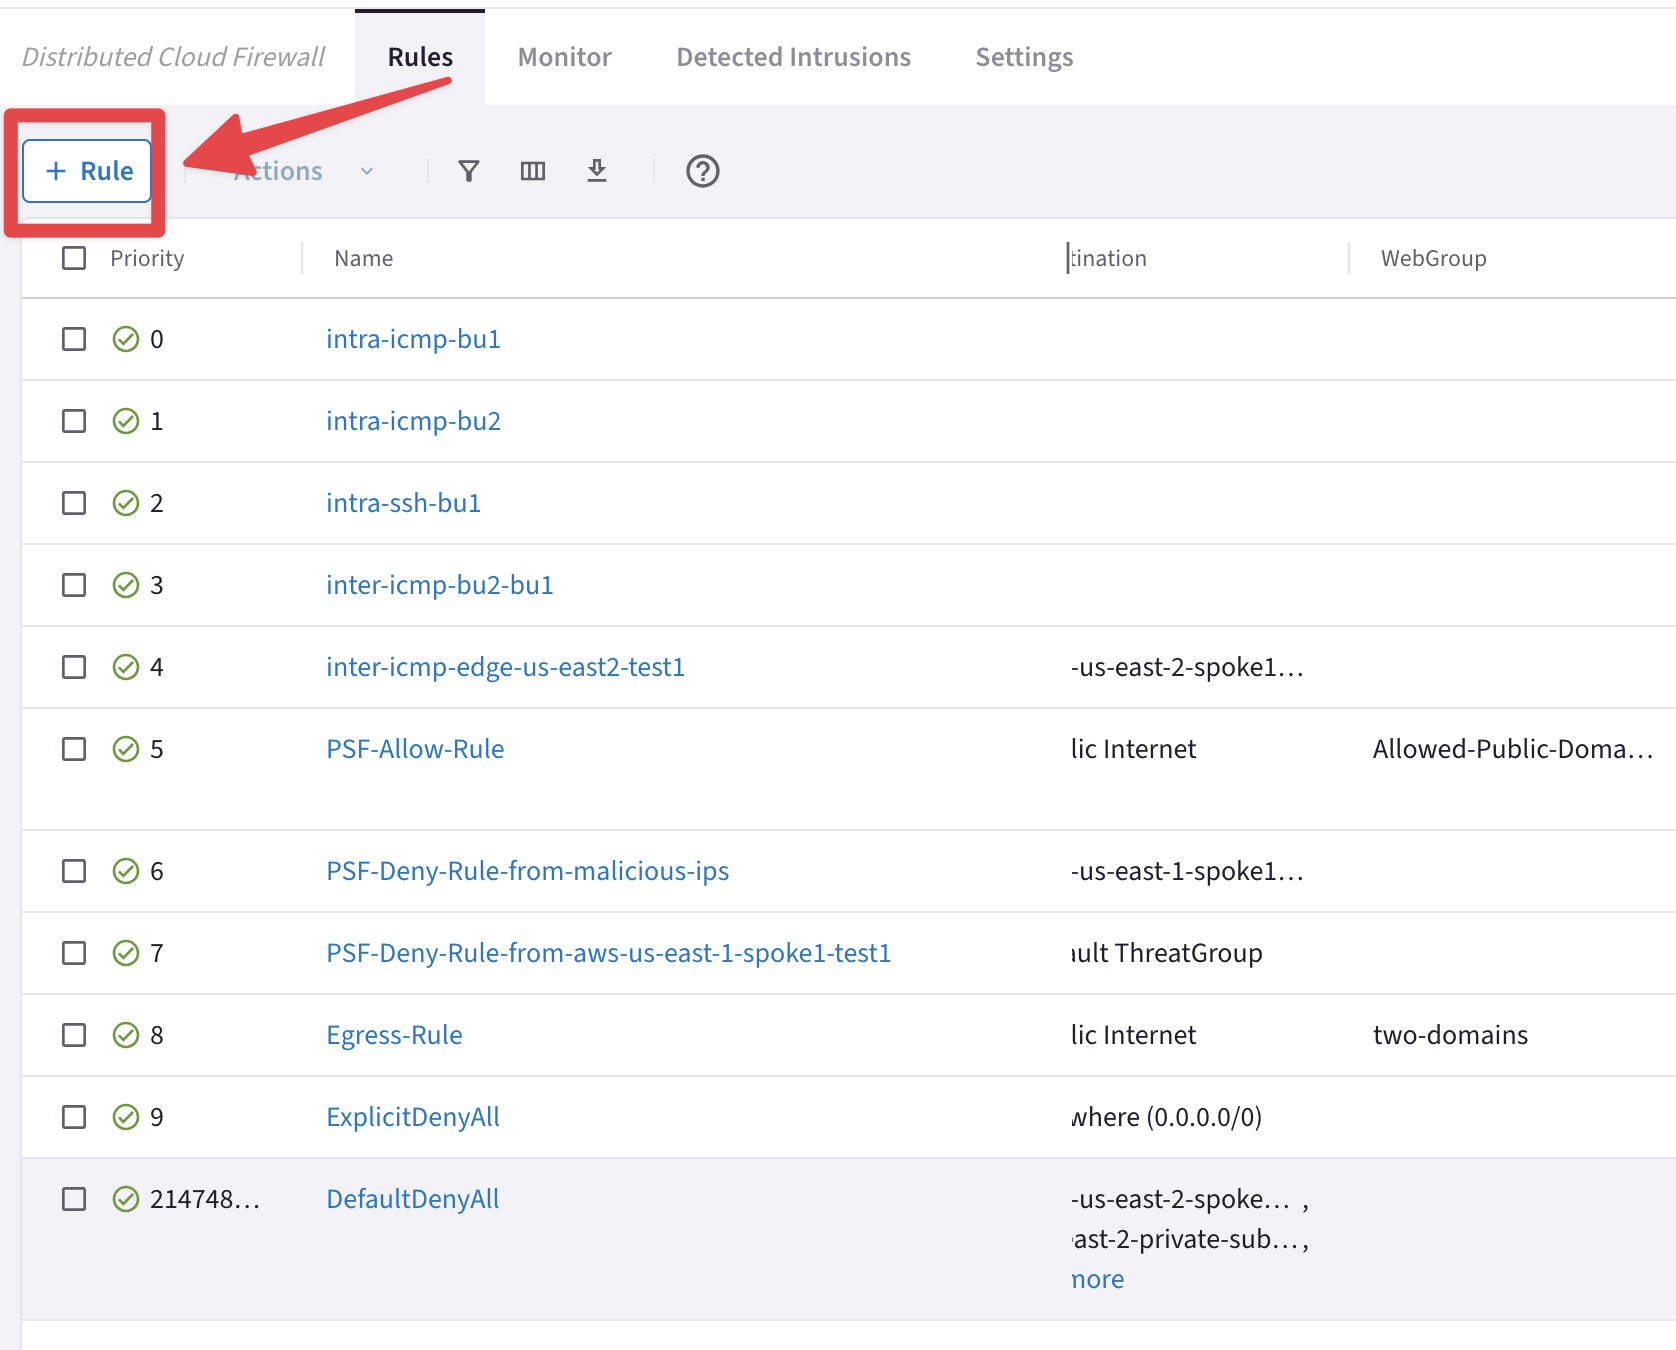 Distributed Cloud Firewall Rules Monitor Detected Intrusions Settings
+ Rule Actions
Priority Name tination WebGroup
0 intra-icmp-bu1
1 intra-icmp-bu2
2 intra-ssh-bu1
3 inter-icmp-bu2-bu1
4 inter-icmp-edge-us-east2-test1 -us-east-2-spoke1...
5 PSF-Allow-Rule lic Internet Allowed-Public-Doma...
6 PSF-Deny-Rule-from-malicious-ips -us-east-1-spoke1...
7 PSF-Deny-Rule-from-aws-us-east-1-spoke1-test1 ault ThreatGroup
8 Egress-Rule lic Internet two-domains
9 ExplicitDenyAll where (0.0.0.0/0)
214748... DefaultDenyAll -us-east-2-spoke... ,
ast-2-private-sub...,
more